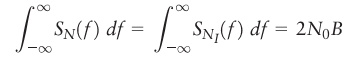 ∫_{-∞}^{∞} S_N(f) df = ∫_{-∞}^{∞} S_{N_I}(f) df = 2N_0B